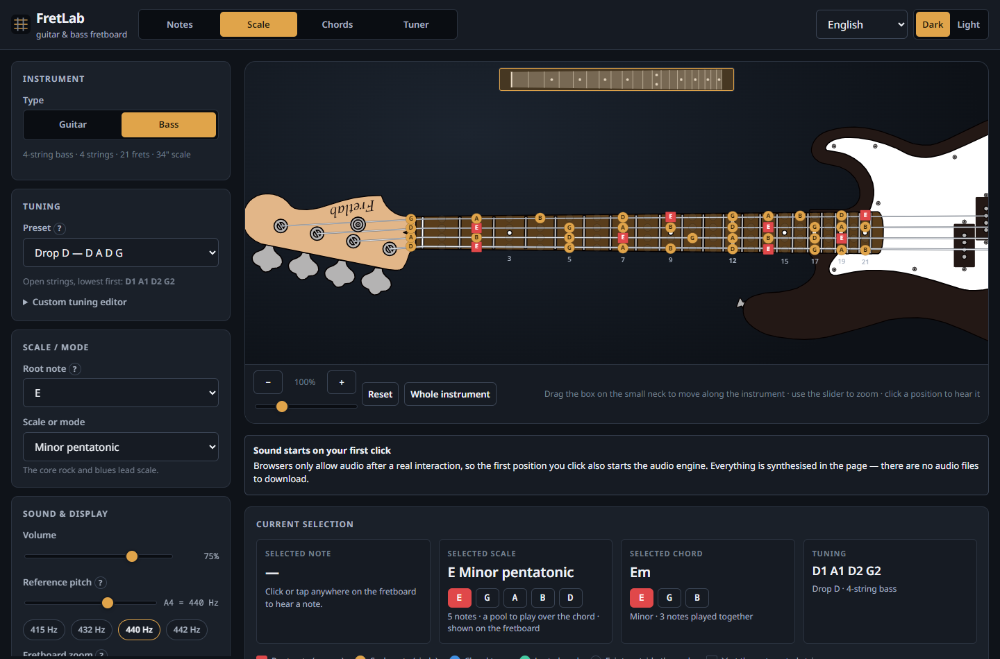 FretLab
guitar & bass fretboard
Notes
Scale
Chords
Tuner
English
Dark
Light
INSTRUMENT
Type
Guitar
Bass
4-string bass · 4 strings · 21 frets · 34" scale
TUNING
Preset ?
Drop D — D A D G
Open strings, lowest first: D1 A1 D2 G2
Custom tuning editor
SCALE / MODE
Root note ?
E
Scale or mode
Minor pentatonic
The core rock and blues lead scale.
SOUND & DISPLAY
Volume
75%
Reference pitch ?
A4 = 440 Hz
415 Hz
432 Hz
440 Hz
442 Hz
Fretboard zoom ?
Fretlab
G A B D E G A B D E
D E G A B D E G A B
A B D E G A B D E
D E G A B D E G A B
3 5 7 9 12 15 17 19 21
−
100%
+
Reset
Whole instrument
Drag the box on the small neck to move along the instrument · use the slider to zoom · click a position to hear it
Sound starts on your first click
Browsers only allow audio after a real interaction, so the first position you click also starts the audio engine. Everything is synthesised in the page — there are no audio files
to download.
CURRENT SELECTION
SELECTED NOTE
—
Click or tap anywhere on the fretboard
to hear a note.
SELECTED SCALE
E Minor pentatonic
E G A B D
5 notes · a pool to play over the chord ·
shown on the fretboard
SELECTED CHORD
Em
E G B
Minor · 3 notes played together
TUNING
D1 A1 D2 G2
Drop D · 4-string bass